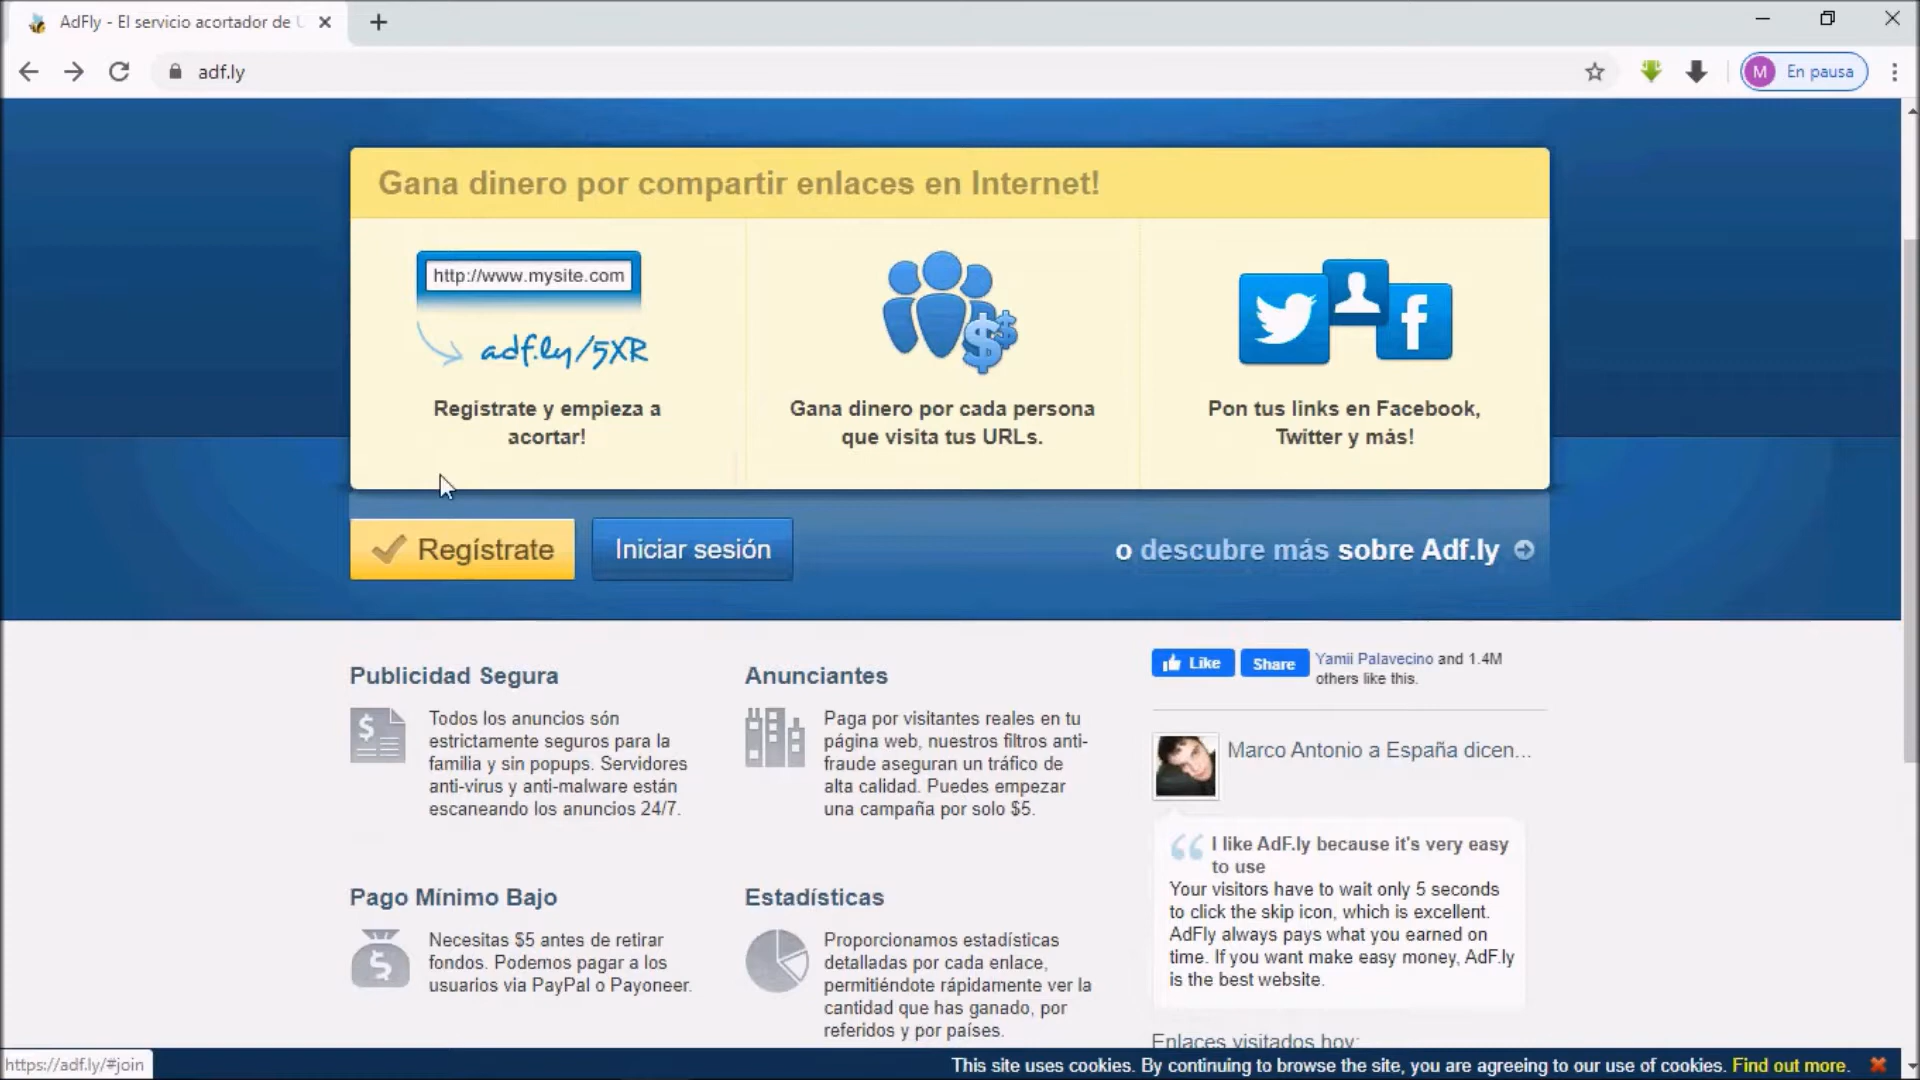 AdFly - El servicio acortador de
adf.ly
M
En pausa
Gana dinero por compartir enlaces en Internet!
http://www.mysite.com
adf.ly/5XR
Regístrate y empieza a
acortar!
Gana dinero por cada persona
que visita tus URLs.
Pon tus links en Facebook,
Twitter y más!
Regístrate
Iniciar sesión
o descubre más sobre Adf.ly
Publicidad Segura
Todos los anuncios són
estrictamente seguros para la
familia y sin popups. Servidores
anti-virus y anti-malware están
escaneando los anuncios 24/7.
Anunciantes
Paga por visitantes reales en tu
página web, nuestros filtros anti-
fraude aseguran un tráfico de
alta calidad. Puedes empezar
una campaña por solo $5.
Like
Share
Yamii Palavecino and 1.4M
others like this.
Marco Antonio a España dicen...
I like AdF.ly because it's very easy
to use
Your visitors have to wait only 5 seconds
to click the skip icon, which is excellent.
AdFly always pays what you earned on
time. If you want make easy money, AdF.ly
is the best website.
Pago Mínimo Bajo
Necesitas $5 antes de retirar
fondos. Podemos pagar a los
usuarios via PayPal o Payoneer.
Estadísticas
Proporcionamos estadísticas
detalladas por cada enlace,
permitiéndote rápidamente ver la
cantidad que has ganado, por
referidos y por países.
Enlaces visitados hoy:
https://adf.ly/#join
This site uses cookies. By continuing to browse the site, you are agreeing to our use of cookies. Find out more.